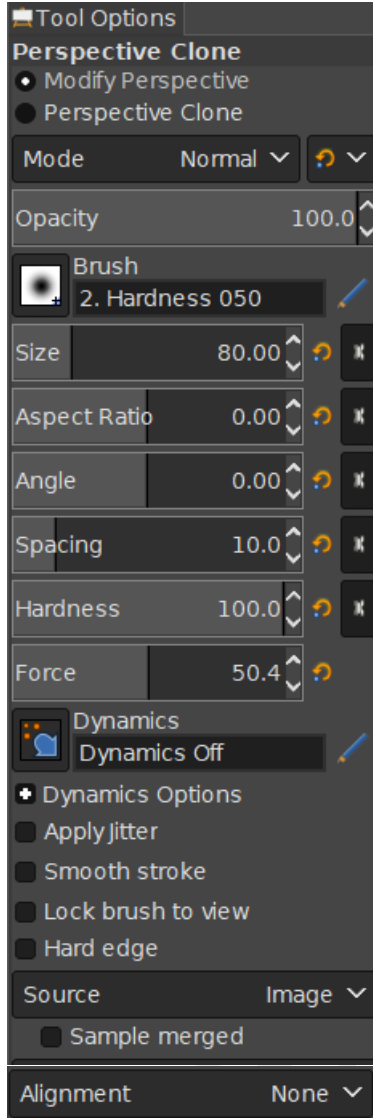 Tool Options
Perspective Clone
Modify Perspective
Perspective Clone
Mode Normal
Opacity 100.0
Brush
2. Hardness 050
Size 80.00
Aspect Ratio 0.00
Angle 0.00
Spacing 10.0
Hardness 100.0
Force 50.4
Dynamics
Dynamics Off
Dynamics Options
Apply Jitter
Smooth stroke
Lock brush to view
Hard edge
Source Image
Sample merged
Alignment None